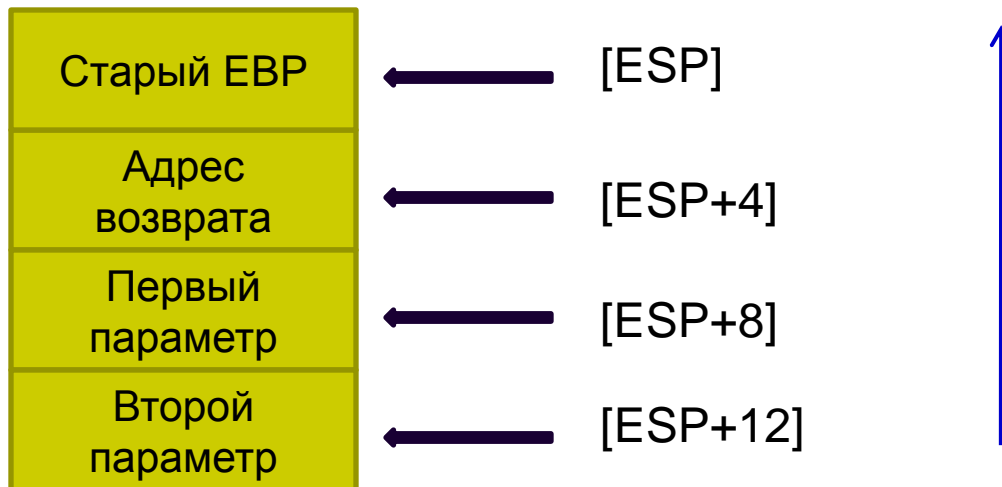 Старый EBP
[ESP]
Адрес
возврата
[ESP+4]
Первый
параметр
[ESP+8]
Второй
параметр
[ESP+12]